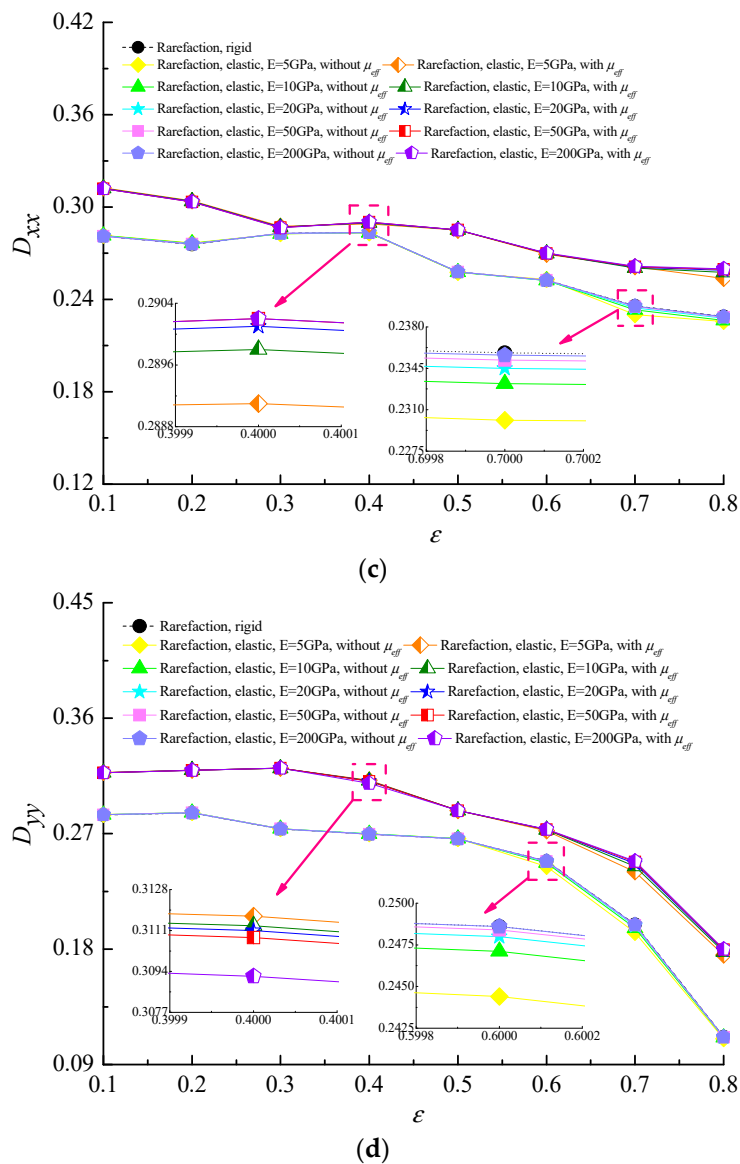 0.42
0.36
0.30
0.24
0.18
0.12
D_xx
Rarefaction, rigid
Rarefaction, elastic, E=5GPa, without μ_eff Rarefaction, elastic, E=5GPa, with μ_eff
Rarefaction, elastic, E=10GPa, without μ_eff Rarefaction, elastic, E=10GPa, with μ_eff
Rarefaction, elastic, E=20GPa, without μ_eff Rarefaction, elastic, E=20GPa, with μ_eff
Rarefaction, elastic, E=50GPa, without μ_eff Rarefaction, elastic, E=50GPa, with μ_eff
Rarefaction, elastic, E=200GPa, without μ_eff Rarefaction, elastic, E=200GPa, with μ_eff
0.2904
0.2896
0.2888
0.3999 0.4000 0.4001
0.2380
0.2345
0.2310
0.2275
0.6998 0.7000 0.7002
0.1 0.2 0.3 0.4 0.5 0.6 0.7 0.8
ε
(c)
0.45
0.36
0.27
0.18
0.09
D_yy
Rarefaction, rigid
Rarefaction, elastic, E=5GPa, without μ_eff Rarefaction, elastic, E=5GPa, with μ_eff
Rarefaction, elastic, E=10GPa, without μ_eff Rarefaction, elastic, E=10GPa, with μ_eff
Rarefaction, elastic, E=20GPa, without μ_eff Rarefaction, elastic, E=20GPa, with μ_eff
Rarefaction, elastic, E=50GPa, without μ_eff Rarefaction, elastic, E=50GPa, with μ_eff
Rarefaction, elastic, E=200GPa, without μ_eff Rarefaction, elastic, E=200GPa, with μ_eff
0.3128
0.3111
0.3094
0.3077
0.3999 0.4000 0.4001
0.2500
0.2475
0.2450
0.2425
0.5998 0.6000 0.6002
0.1 0.2 0.3 0.4 0.5 0.6 0.7 0.8
ε
(d)